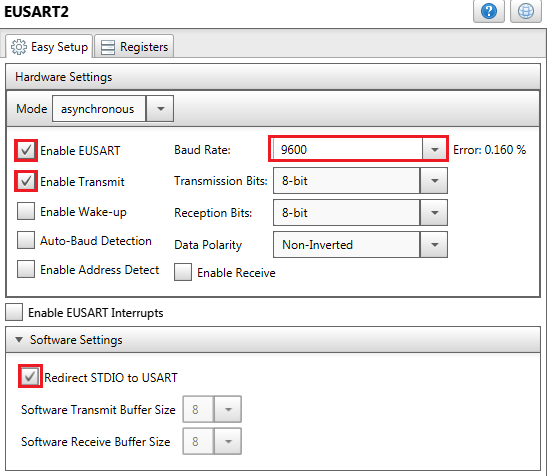 EUSART2
Easy Setup Registers
Hardware Settings
Mode asynchronous
Enable EUSART Baud Rate: 9600 Error: 0.160 %
Enable Transmit Transmission Bits: 8-bit
Enable Wake-up Reception Bits: 8-bit
Auto-Baud Detection Data Polarity Non-Inverted
Enable Address Detect Enable Receive
Enable EUSART Interrupts
Software Settings
Redirect STDIO to USART
Software Transmit Buffer Size 8
Software Receive Buffer Size 8